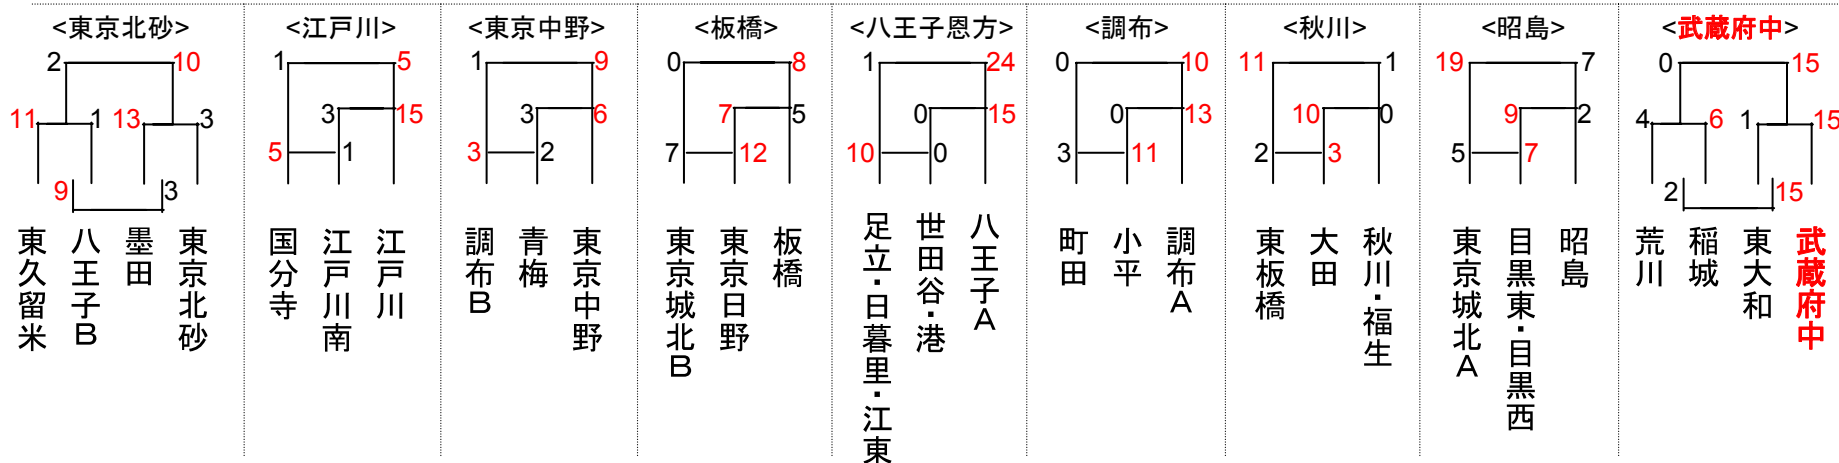 <東京北砂>
2 10
11 1 13 3
9 3
東久留米
八王子B
墨田
東京北砂
<江戸川>
1 5
3 15
5 1
国分寺
江戸川南
江戸川
<東京中野>
1 9
3 6
3 2
調布B
青梅
東京中野
<板橋>
0 8
7 5
7 12
東京城北B
東京日野
板橋
<八王子恩方>
1 24
0 15
10 0
足立・日暮里・江東
世田谷・港
八王子A
<調布>
0 10
0 13
3 11
町田
小平
調布A
<秋川>
11 1
10 0
2 3
東板橋
大田
秋川・福生
<昭島>
19 7
9 2
5 7
東京城北A
目黒東・目黒西
昭島
<武蔵府中>
0 15
4 6 1 15
2 15
荒川
稲城
東大和
武蔵府中